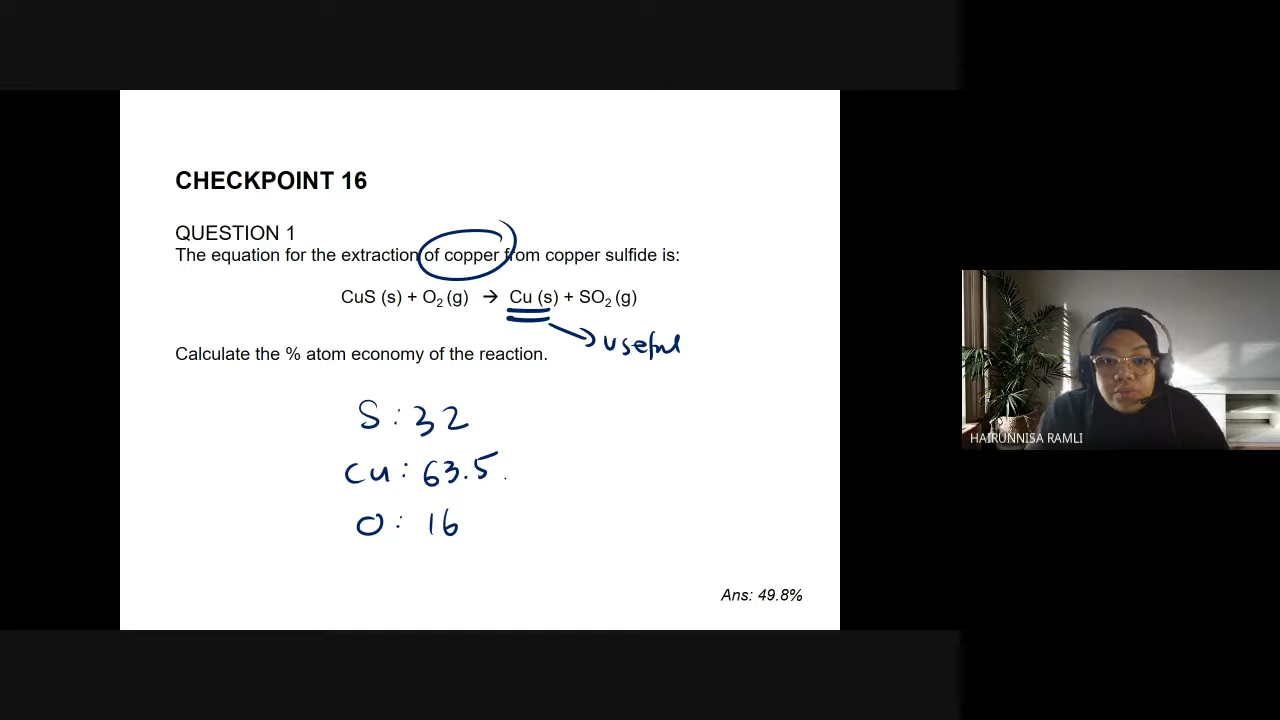 CHECKPOINT 16
QUESTION 1
The equation for the extraction of copper from copper sulfide is:
CuS (s) + O₂ (g) → Cu (s) + SO₂ (g)
useful
Calculate the % atom economy of the reaction.
S : 32
Cu : 63.5
O : 16
Ans: 49.8%
HAIRUNNISA RAMLI